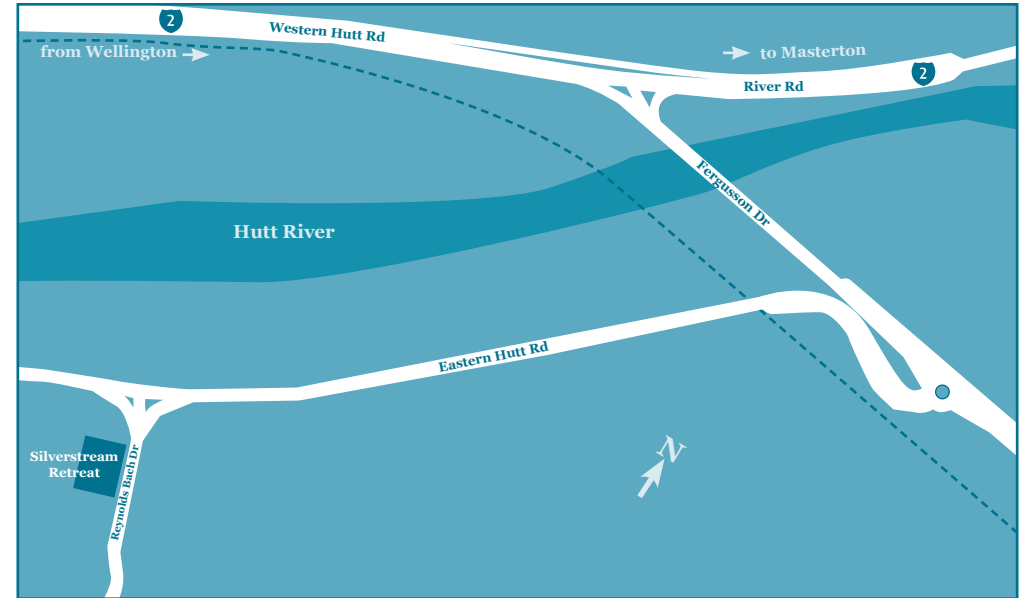 2
Western Hutt Rd
from Wellington
to Masterton
2
River Rd
Fergusson Dr
Hutt River
Eastern Hutt Rd
Silverstream
Retreat
Reynolds Bach Dr
N